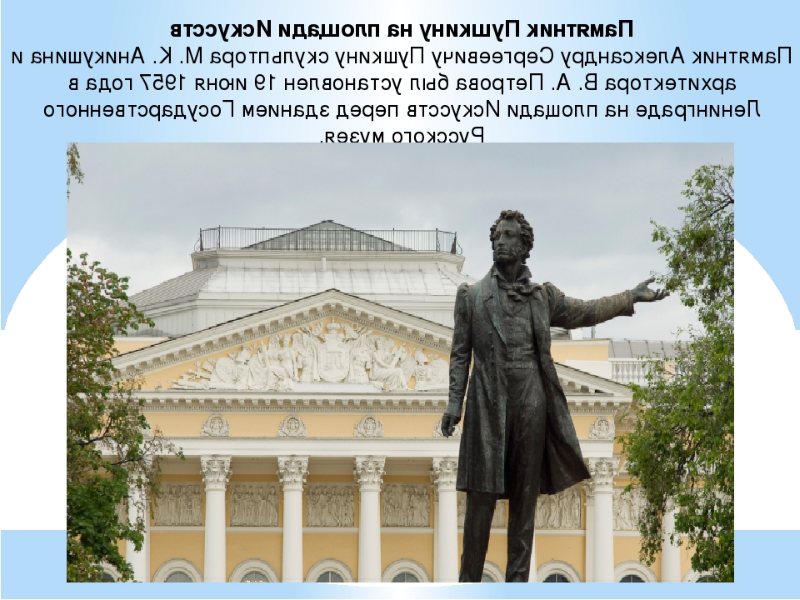 Памятник Пушкину на площади Искусств
Памятник Александру Сергеевичу Пушкину скульптора М. К. Аникушина и
архитектора В. А. Петрова был установлен 19 июня 1957 года в
Ленинграде на площади Искусств перед зданием Государственного
Русского музея.